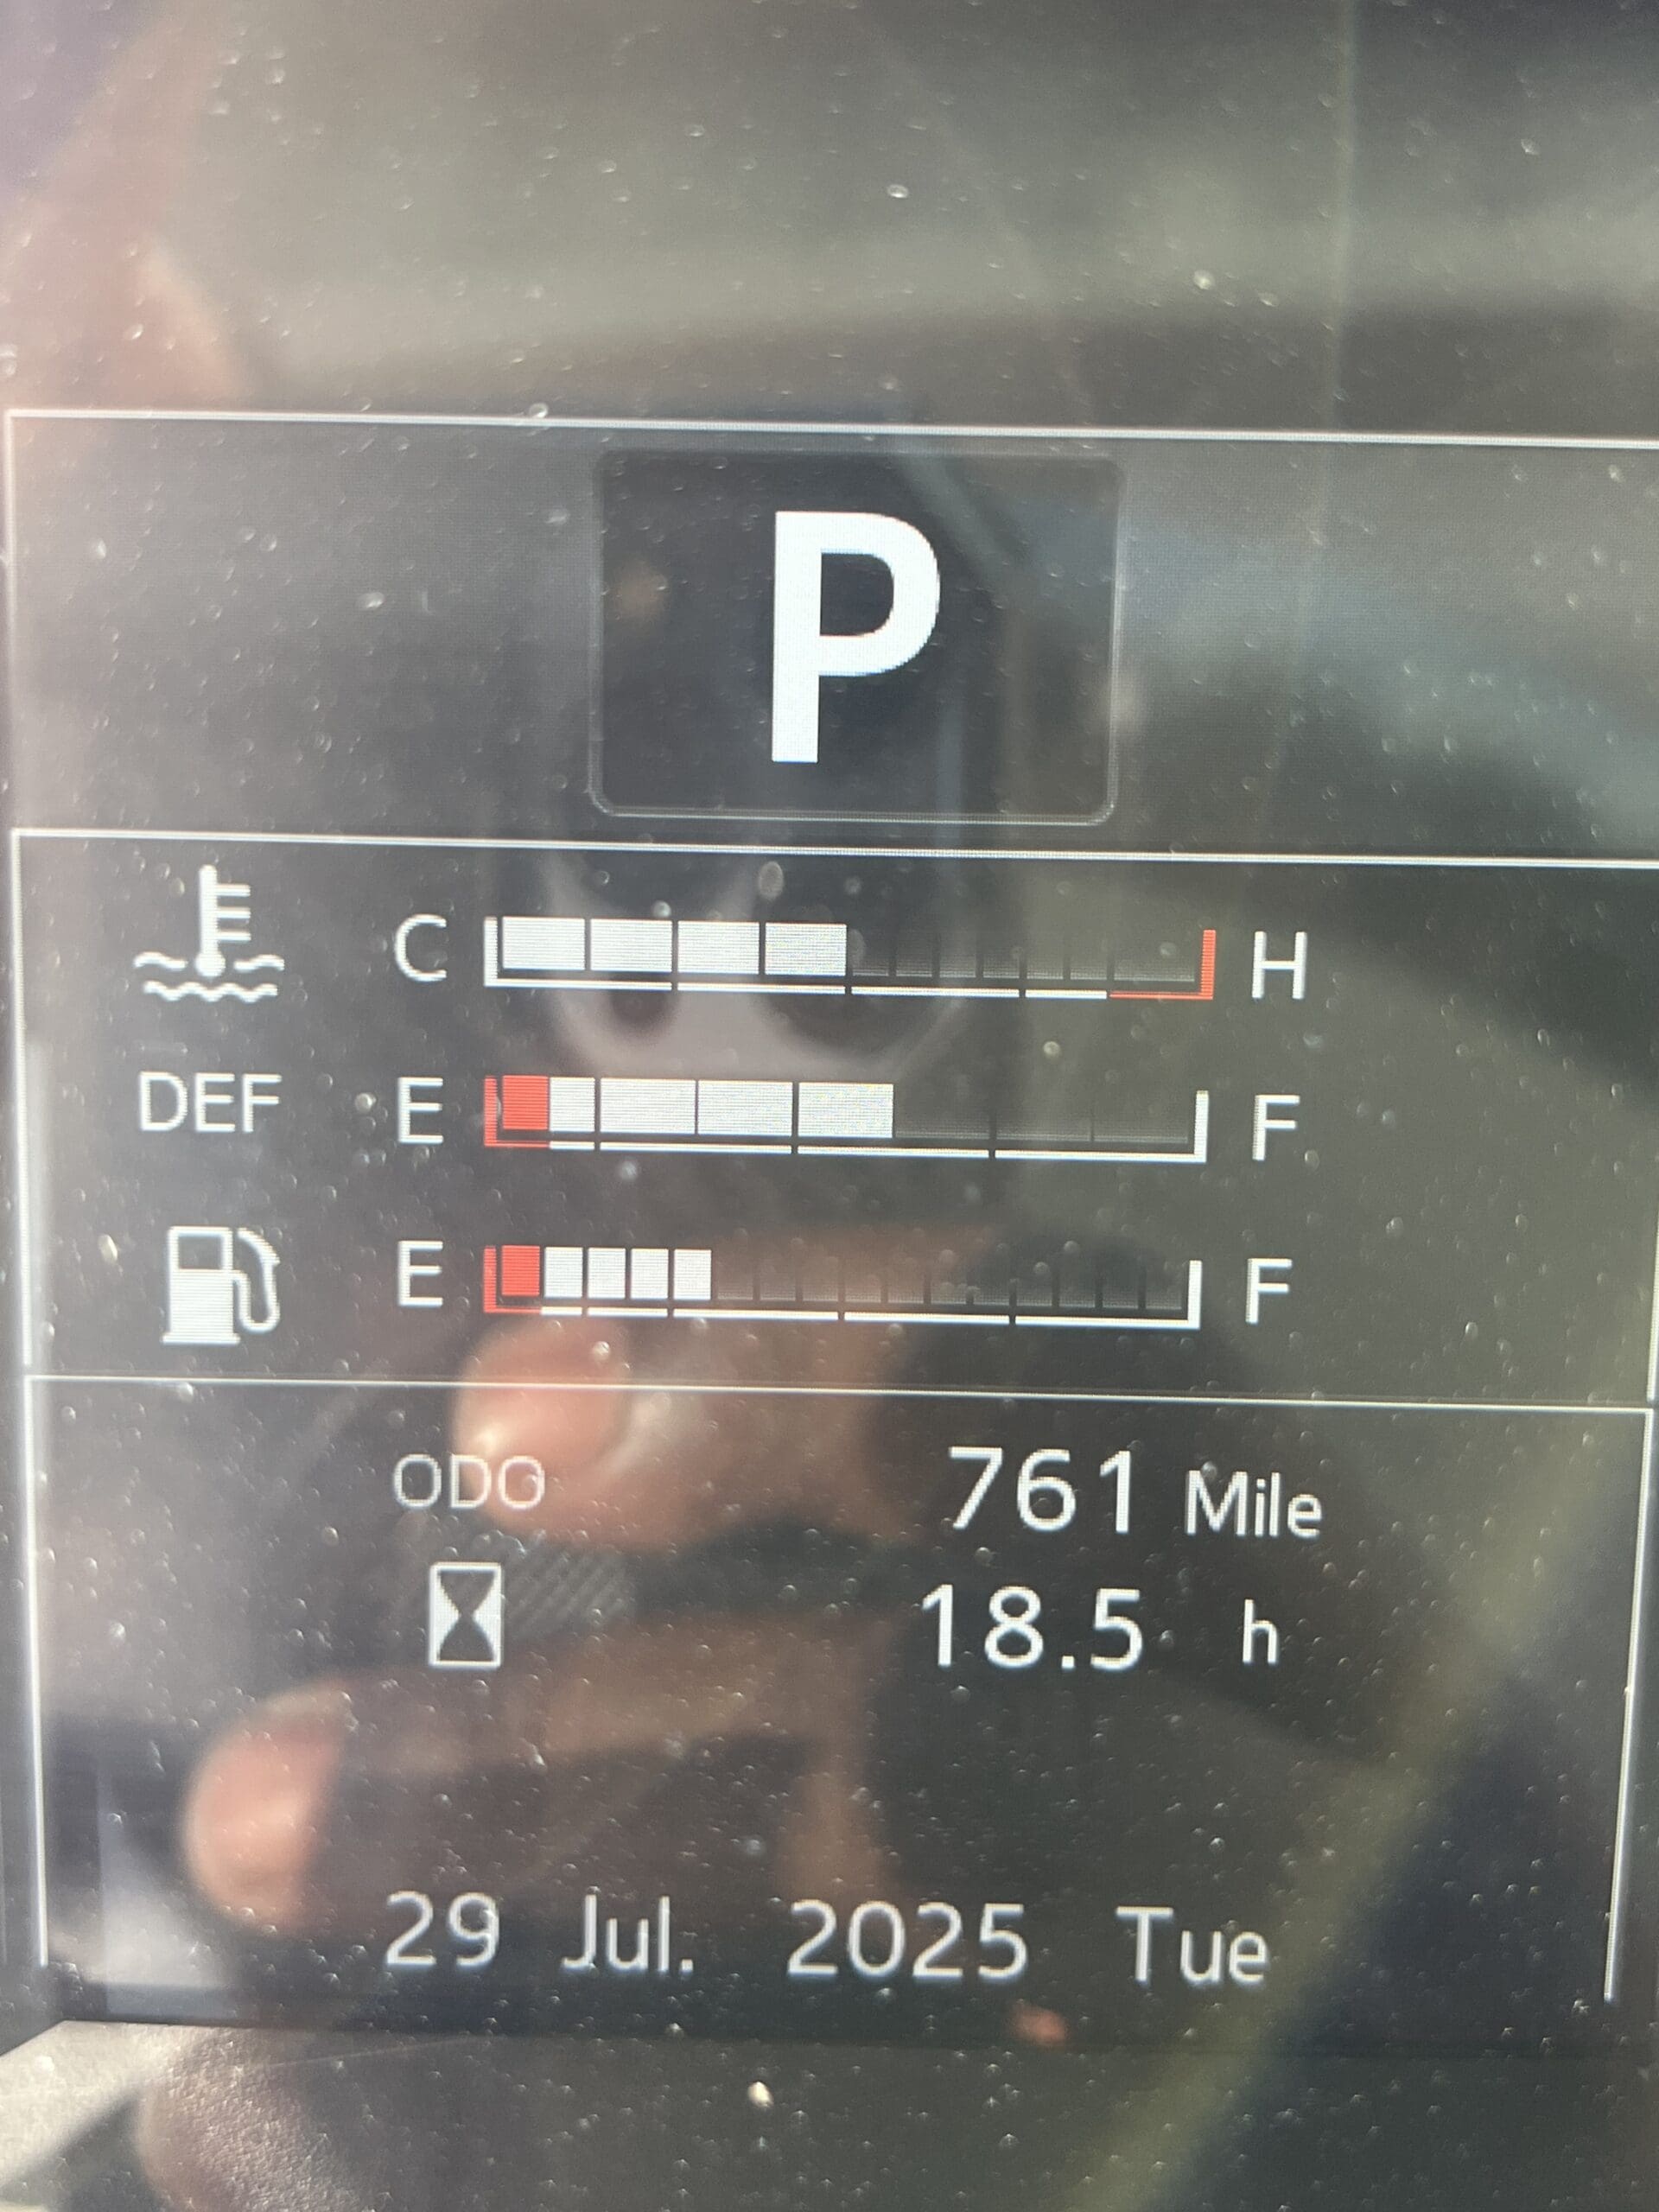 P
C H
DEF E F
E F
ODO 761 Mile
18.5 h
29 Jul. 2025 Tue